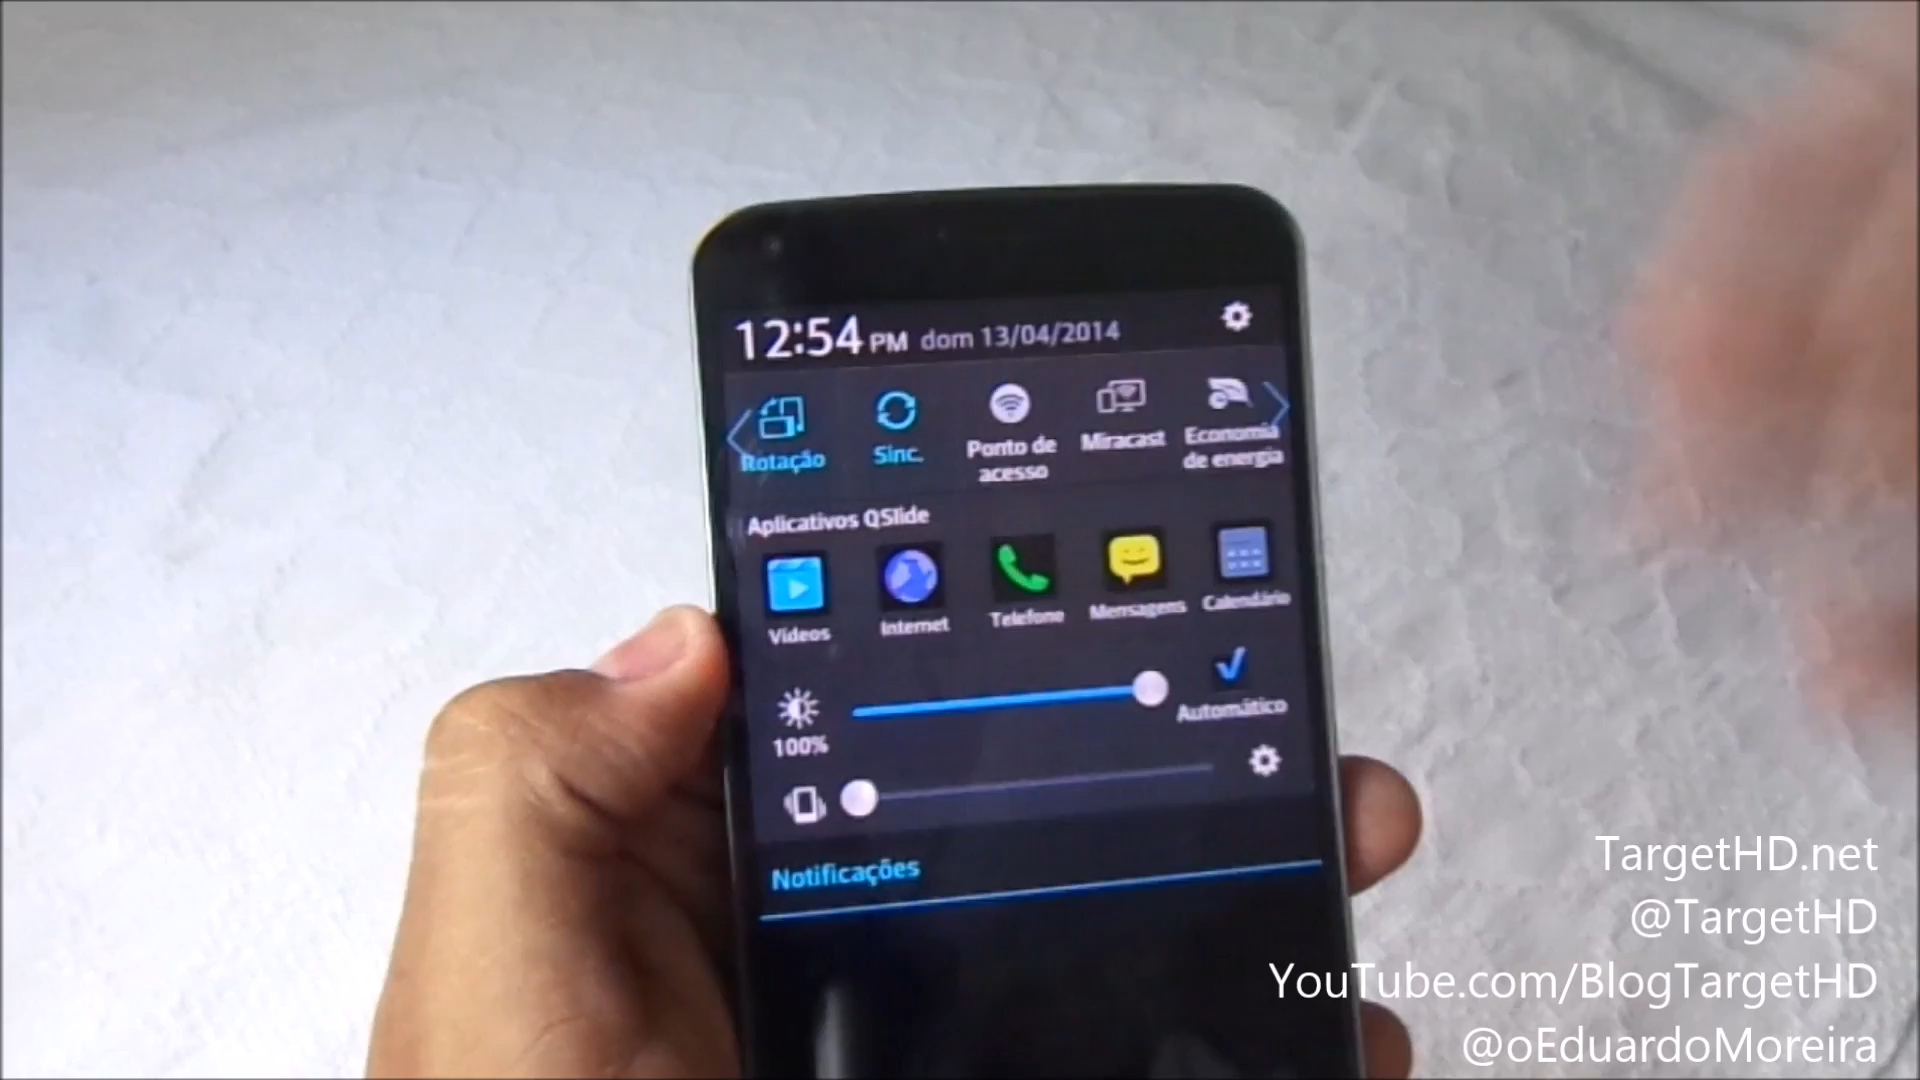 12:54 PM dom 13/04/2014
Rotação
Sinc.
Ponto de
acesso
Miracast
Economia
de energia
Aplicativos QSlide
Vídeos
Internet
Telefone
Mensagens
Calendário
100%
Automático
Notificações
TargetHD.net
@TargetHD
YouTube.com/BlogTargetHD
@oEduardoMoreira